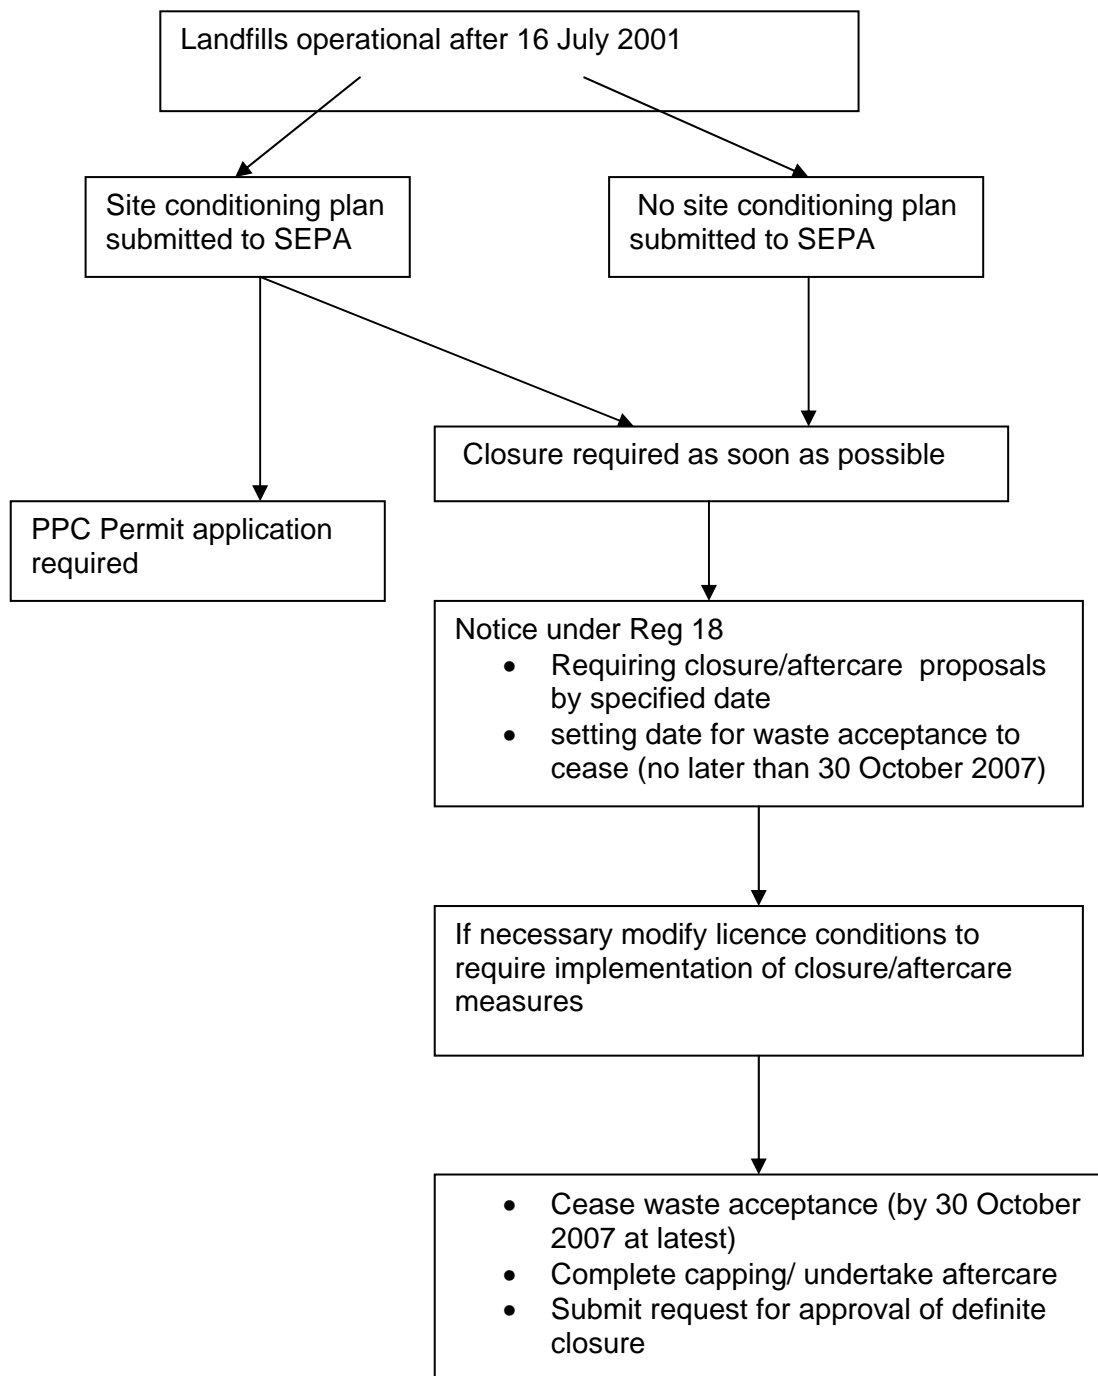 Landfills operational after 16 July 2001
Site conditioning plan
submitted to SEPA
No site conditioning plan
submitted to SEPA
Closure required as soon as possible
PPC Permit application
required
Notice under Reg 18
• Requiring closure/aftercare proposals
by specified date
• setting date for waste acceptance to
cease (no later than 30 October 2007)
If necessary modify licence conditions to
require implementation of closure/aftercare
measures
• Cease waste acceptance (by 30 October
2007 at latest)
• Complete capping/ undertake aftercare
• Submit request for approval of definite
closure